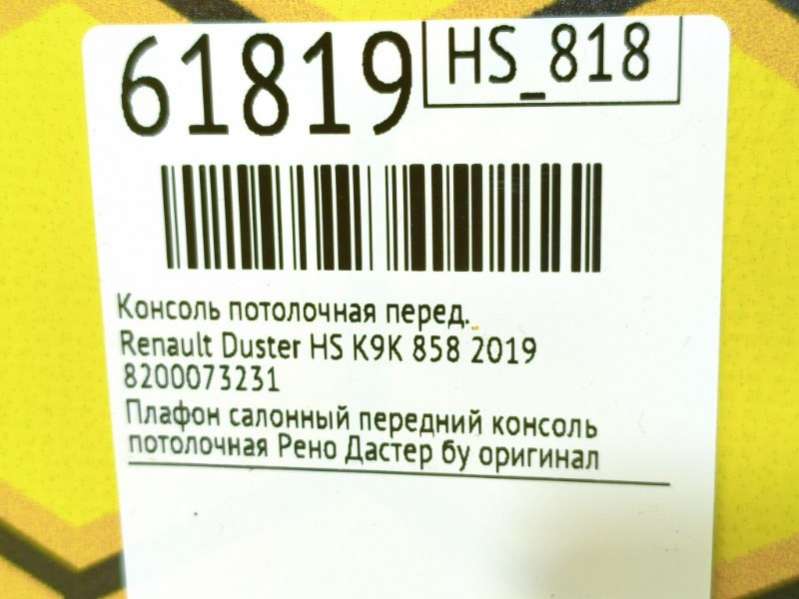 61819
HS_818
Консоль потолочная перед.
Renault Duster HS K9K 858 2019
8200073231
Плафон салонный передний консоль
потолочная Рено Дастер бу оригинал